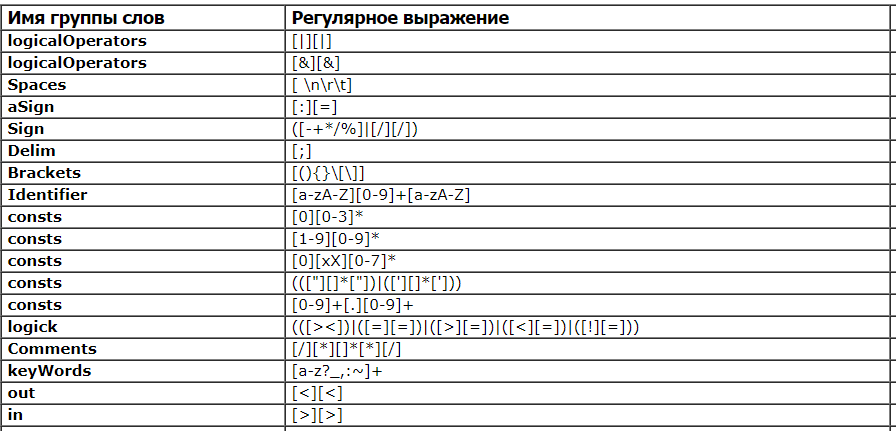 Имя группы слов Регулярное выражение
logicalOperators [|][|]
logicalOperators [&][&]
Spaces [ \n\r\t]
aSign [:][=]
Sign ([-+*/%]|[/][/])
Delim [;]
Brackets [(){}\[\]]
Identifier [a-zA-Z][0-9]+[a-zA-Z]
consts [0][0-3]*
consts [1-9][0-9]*
consts [0][xX][0-7]*
consts ((["][]*["])|(['][]*[']))
consts [0-9]+[.][0-9]+
logick (([><])|([=][=])|([>][=])|([<][=])|([!][=]))
Comments [/][*][]*[*][/]
keyWords [a-z?_,:~]+
out [<][<]
in [>][>]